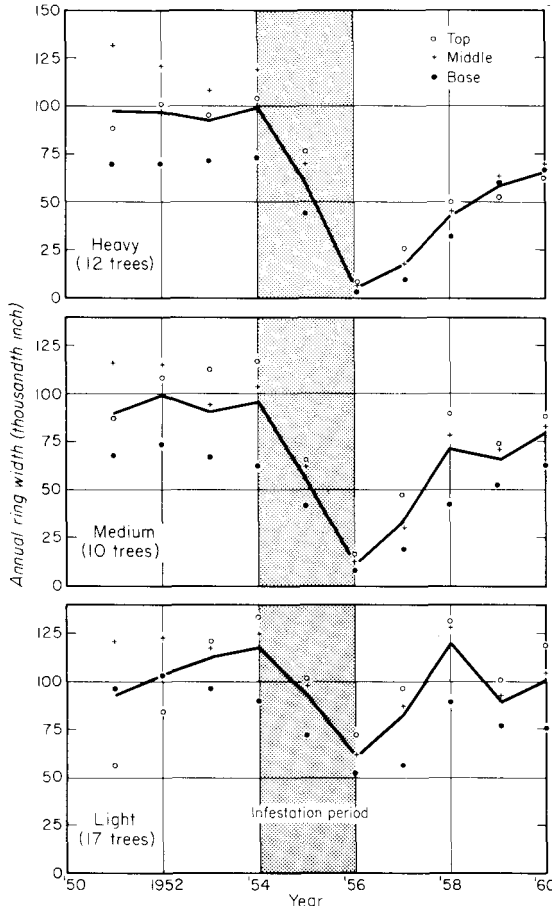 Annual ring width (thousandth inch)
150
125
100
75
50
25
0
○ Top
+ Middle
● Base
Heavy
(12 trees)
125
100
75
50
25
0
Medium
(10 trees)
125
100
75
50
25
0
Light
(17 trees)
Infestation period
'50
1952
'54
'56
'58
'60
Year